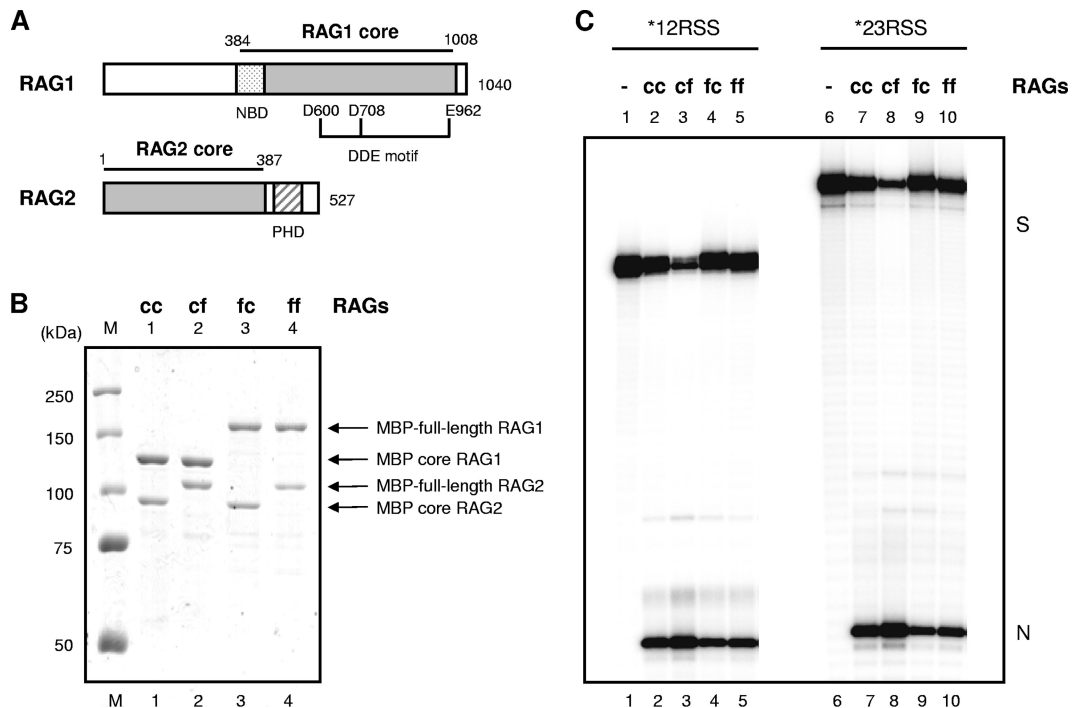 A
RAG1 core
384 1008
RAG1
1040
NBD
D600 D708 E962
DDE motif
RAG2 core
1 387
RAG2
527
PHD
B
cc cf fc ff RAGs
(kDa) M 1 2 3 4
250
150
100
75
50
MBP-full-length RAG1
MBP core RAG1
MBP-full-length RAG2
MBP core RAG2
M 1 2 3 4
C
*12RSS *23RSS
- cc cf fc ff - cc cf fc ff RAGs
1 2 3 4 5 6 7 8 9 10
S
N
1 2 3 4 5 6 7 8 9 10